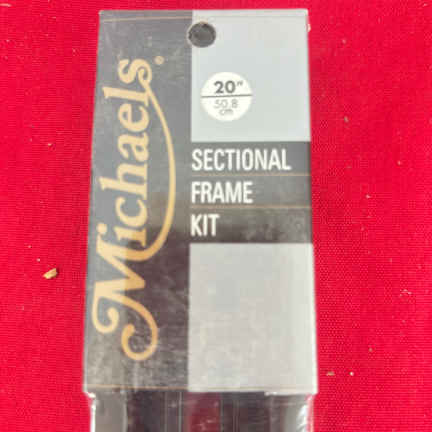 Michaels®
20"
50.8
cm
SECTIONAL
FRAME
KIT